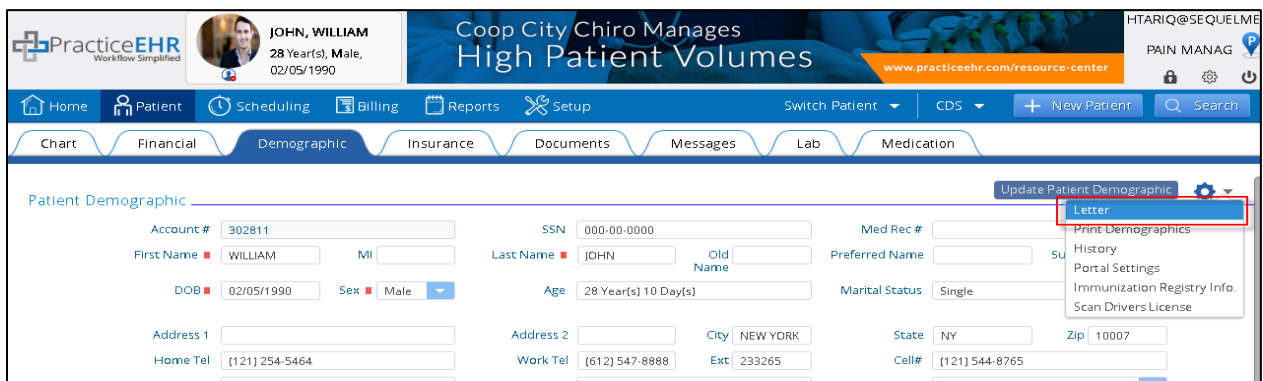 PracticeEHR
Workflow Simplified
JOHN, WILLIAM
28 Year(s), Male,
02/05/1990
Coop City Chiro Manages
High Patient Volumes
www.practiceehr.com/resource-center
HTARIQ@SEQUELME
PAIN MANAG
Home Patient Scheduling Billing Reports Setup Switch Patient CDS + New Patient Search
Chart Financial Demographic Insurance Documents Messages Lab Medication
Update Patient Demographic
Patient Demographic
Letter
Print Demographics
History
Portal Settings
Immunization Registry Info.
Scan Drivers License
Account # 302811 SSN 000-00-0000 Med Rec #
First Name WILLIAM MI Last Name JOHN Old Name Preferred Name Su
DOB 02/05/1990 Sex Male Age 28 Year[s] 10 Day[s] Marital Status Single
Address 1 Address 2 City NEW YORK State NY Zip 10007
Home Tel [121] 254-5464 Work Tel [612] 547-8888 Ext 233265 Cell# [121] 544-8765